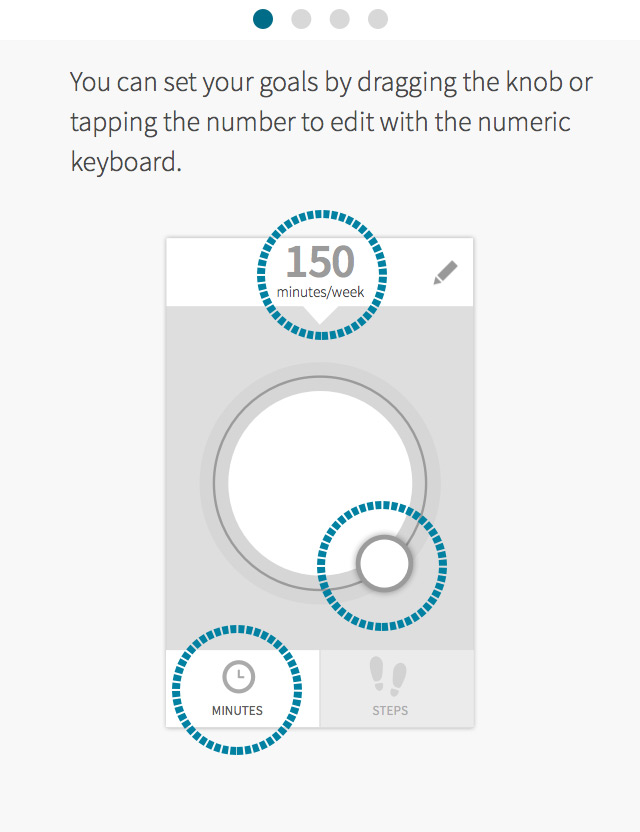 You can set your goals by dragging the knob or
tapping the number to edit with the numeric
keyboard.
150
minutes/week
MINUTES
STEPS